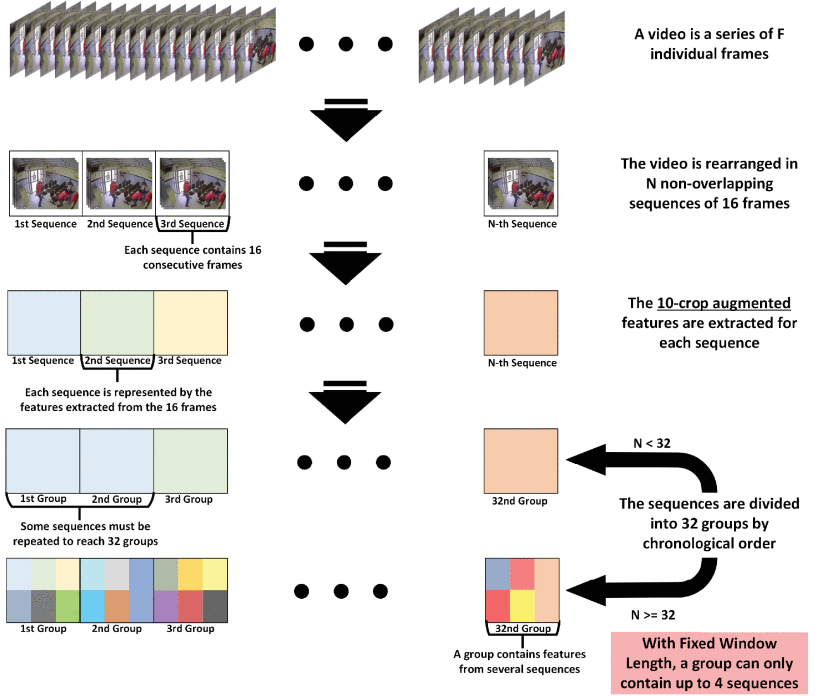 A video is a series of F
individual frames
The video is rearranged in
N non-overlapping
sequences of 16 frames
1st Sequence
2nd Sequence
3rd Sequence
N-th Sequence
Each sequence contains 16
consecutive frames
The 10-crop augmented
features are extracted for
each sequence
1st Sequence
2nd Sequence
3rd Sequence
N-th Sequence
Each sequence is represented by the
features extracted from the 16 frames
N < 32
1st Group
2nd Group
3rd Group
32nd Group
The sequences are divided
into 32 groups by
chronological order
Some sequences must be
repeated to reach 32 groups
N >= 32
1st Group
2nd Group
3rd Group
32nd Group
A group contains features
from several sequences
With Fixed Window
Length, a group can only
contain up to 4 sequences